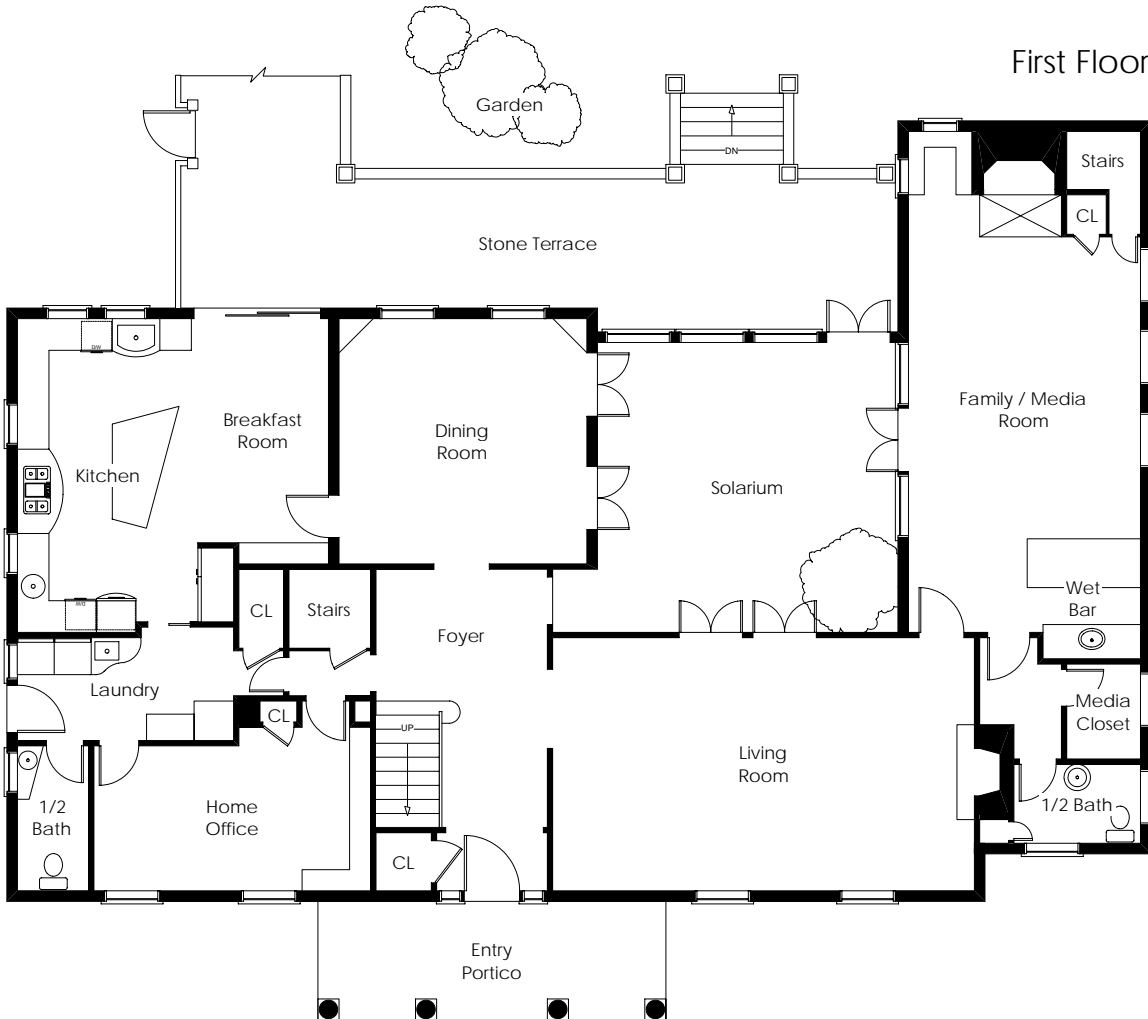 First Floor
Garden
Stairs
DN
CL
Stone Terrace
D/W
Breakfast
Room
Dining
Room
Family / Media
Room
Kitchen
Solarium
D/W
CL
Stairs
Foyer
Wet
Bar
Laundry
CL
UP
Media
Closet
Living
Room
1/2
Bath
Home
Office
1/2 Bath
CL
Entry
Portico